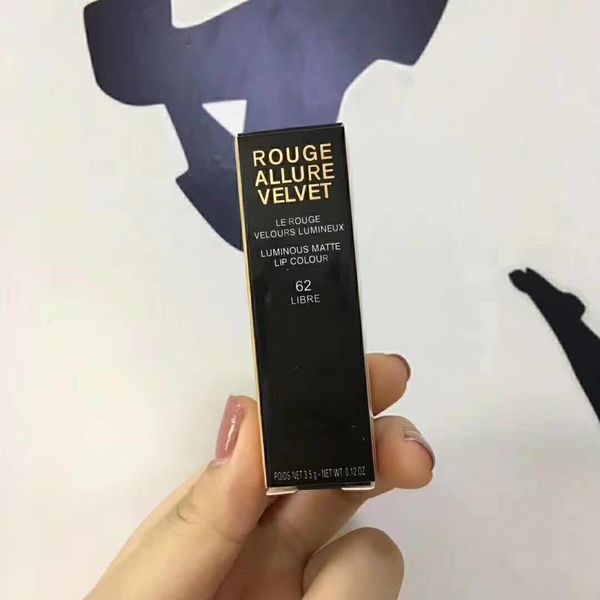 ROUGE
ALLURE
VELVET
LE ROUGE
VELOURS LUMINEUX
LUMINOUS MATTE
LIP COLOUR
62
LIBRE
POIDS NET 3.5 g - NET WT. 0.12 OZ